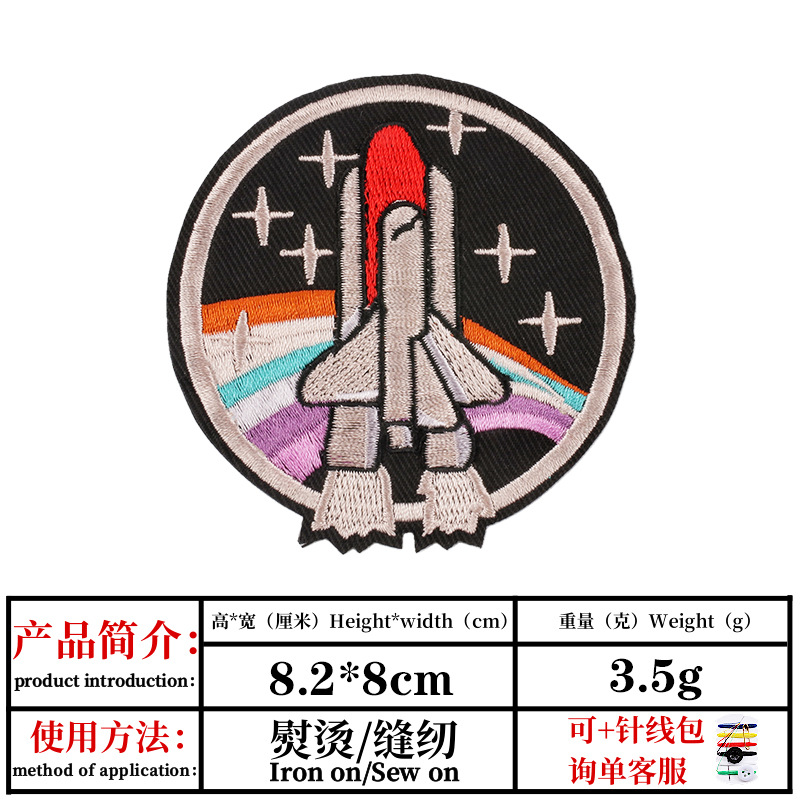 产品简介：
product introduction：
高*宽（厘米）Height*width（cm）
重量（克）Weight（g）
8.2*8cm
3.5g
使用方法：
method of application：
熨烫/缝纫
Iron on/Sew on
可+针线包
询单客服